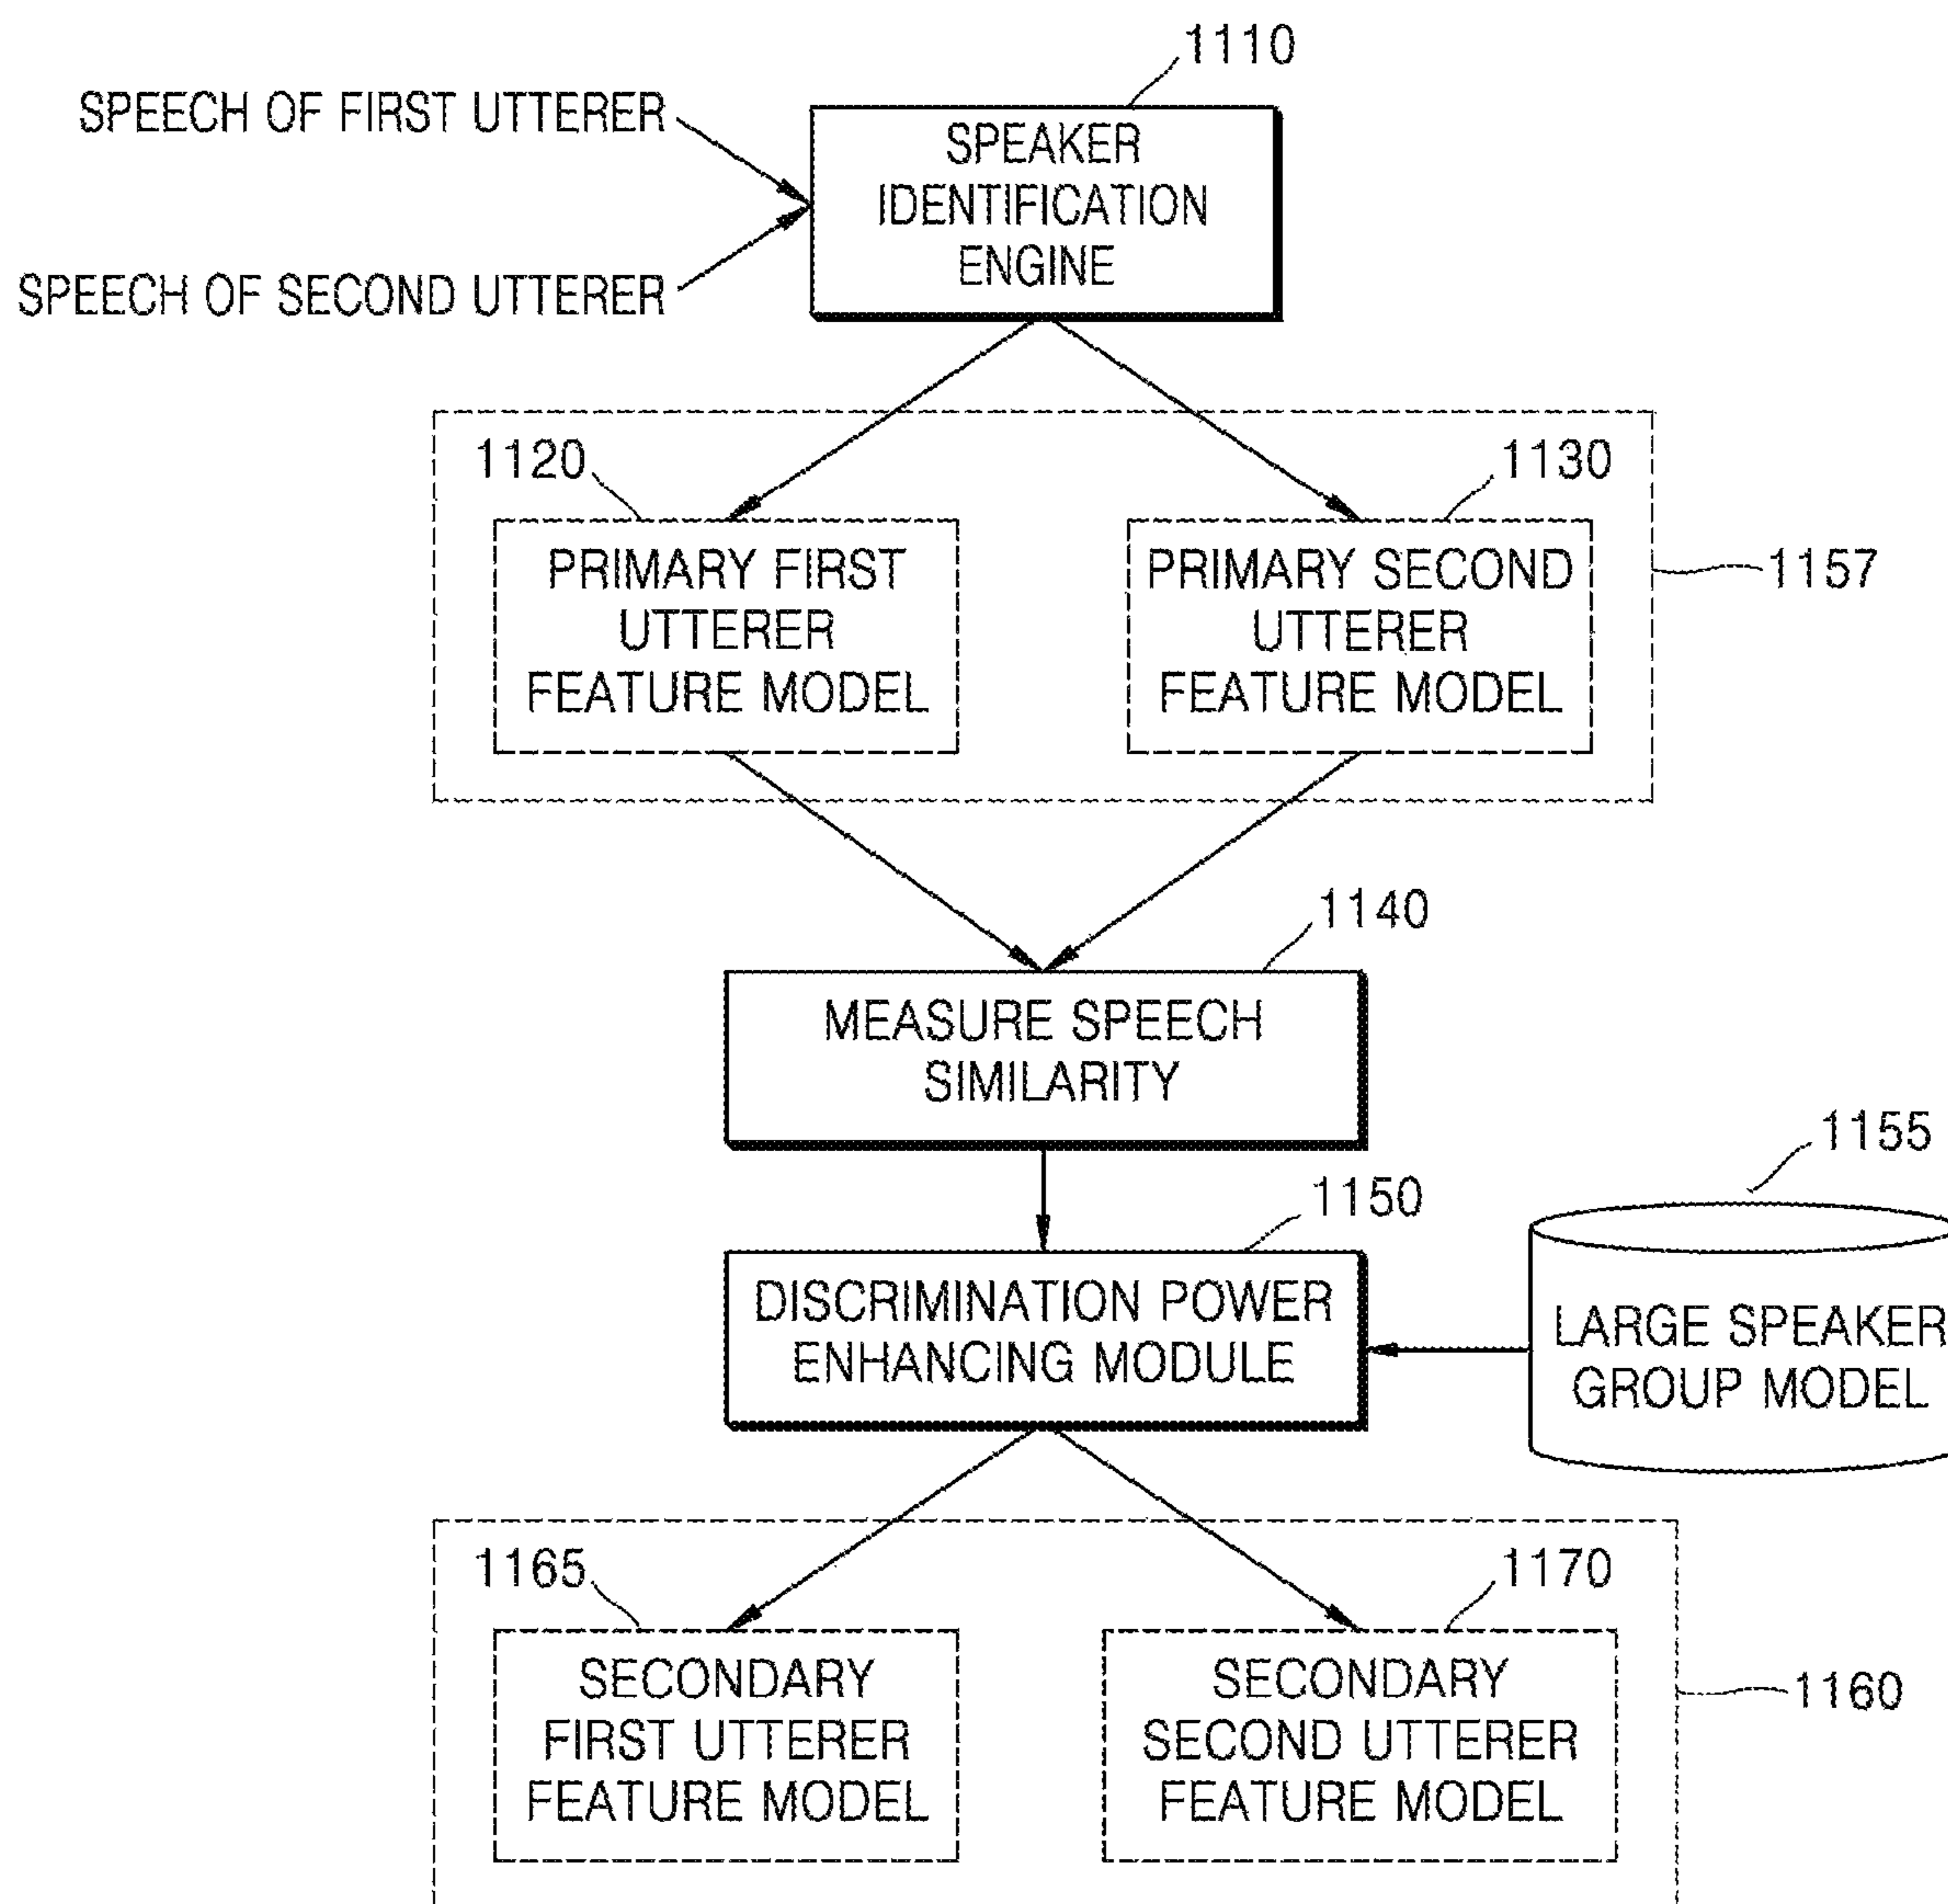 1110
SPEECH OF FIRST UTTERER
SPEAKER
IDENTIFICATION
ENGINE
SPEECH OF SECOND UTTERER
1120
1130
PRIMARY FIRST
UTTERER
FEATURE MODEL
PRIMARY SECOND
UTTERER
FEATURE MODEL
1157
1140
MEASURE SPEECH
SIMILARITY
1155
1150
DISCRIMINATION POWER
ENHANCING MODULE
LARGE SPEAKER
GROUP MODEL
1165
1170
SECONDARY
FIRST UTTERER
FEATURE MODEL
SECONDARY
SECOND UTTERER
FEATURE MODEL
1160